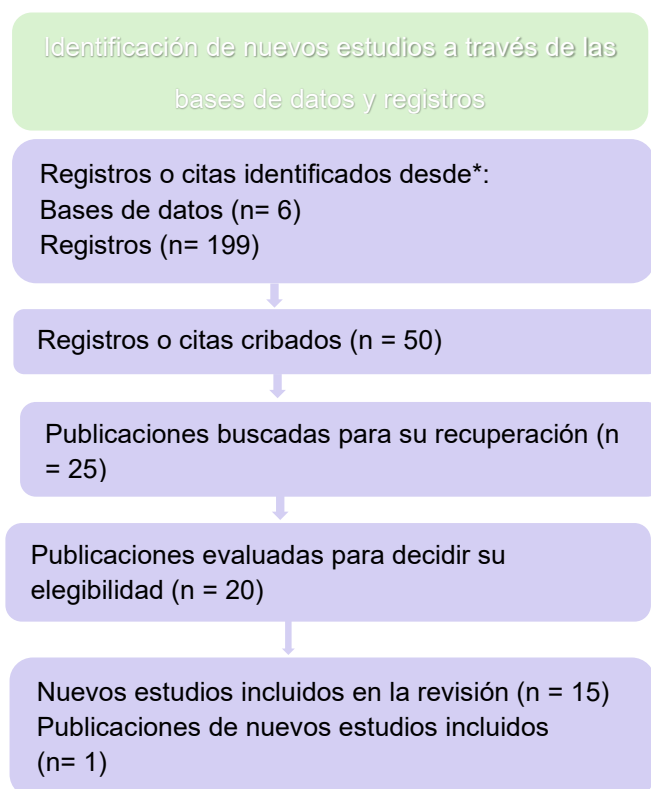 Identificación de nuevos estudios a través de las
bases de datos y registros
Registros o citas identificados desde*:
Bases de datos (n= 6)
Registros (n= 199)
Registros o citas cribados (n = 50)
Publicaciones buscadas para su recuperación (n
= 25)
Publicaciones evaluadas para decidir su
elegibilidad (n = 20)
Nuevos estudios incluidos en la revisión (n = 15)
Publicaciones de nuevos estudios incluidos
(n= 1)